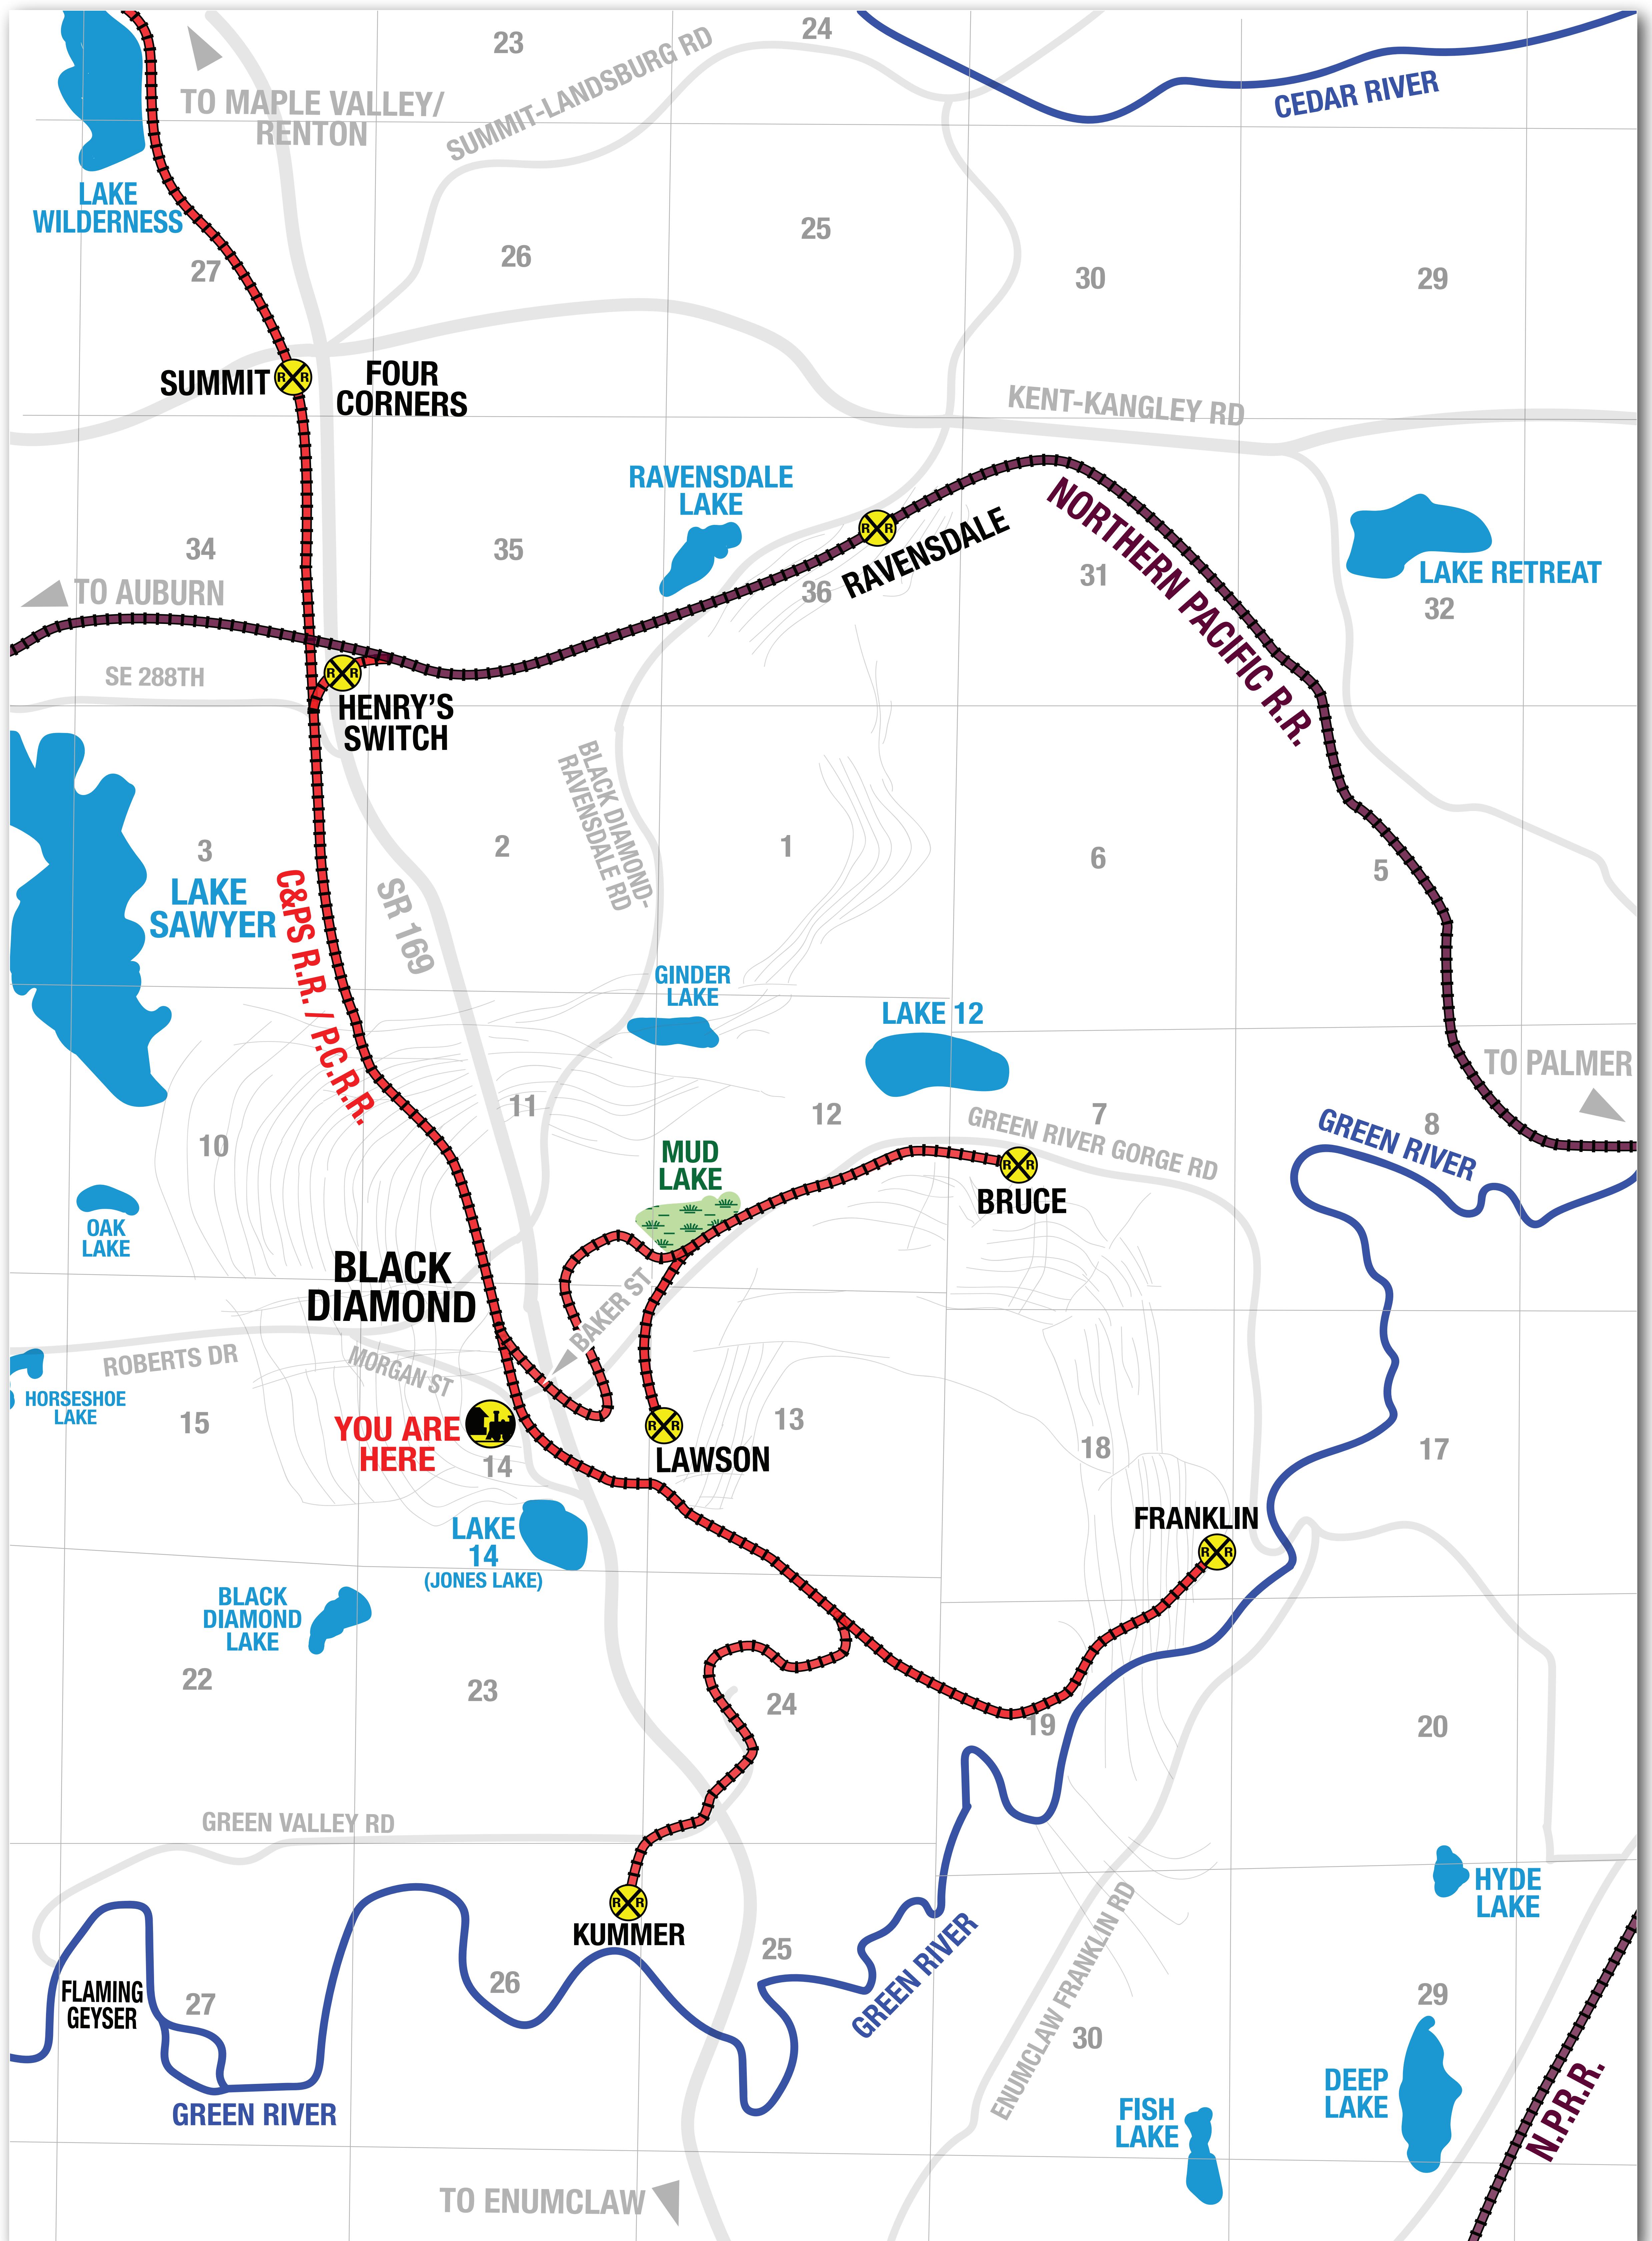 23
24
SUMMIT-LANDSBURG RD
CEDAR RIVER
TO MAPLE VALLEY/
RENTON
LAKE
WILDERNESS
27
26
25
30
29
SUMMIT
R R
FOUR
CORNERS
KENT-KANGLEY RD
RAVENSDALE
LAKE
R R
RAVENSDALE
NORTHERN PACIFIC R.R.
LAKE RETREAT
34
35
36
31
32
TO AUBURN
SE 288TH
R R
HENRY'S
SWITCH
BLACK DIAMOND-
RAVENSDALE RD
3
2
1
6
5
LAKE
SAWYER
C&PS R.R. / P.C.R.R.
SR 169
GINDER
LAKE
LAKE 12
TO PALMER
10
11
12
7
8
GREEN RIVER GORGE RD
GREEN RIVER
MUD
LAKE
R R
BRUCE
OAK
LAKE
BLACK
DIAMOND
BAKER ST
ROBERTS DR
MORGAN ST
HORSESHOE
LAKE
15
YOU ARE
HERE
14
R R
LAWSON
13
18
17
FRANKLIN
R R
LAKE
14
(JONES LAKE)
BLACK
DIAMOND
LAKE
22
23
24
19
20
GREEN VALLEY RD
R R
KUMMER
HYDE
LAKE
FLAMING
GEYSER
27
26
25
GREEN RIVER
ENUMCLAW FRANKLIN RD
30
29
GREEN RIVER
FISH
LAKE
DEEP
LAKE
N.P.R.R.
TO ENUMCLAW